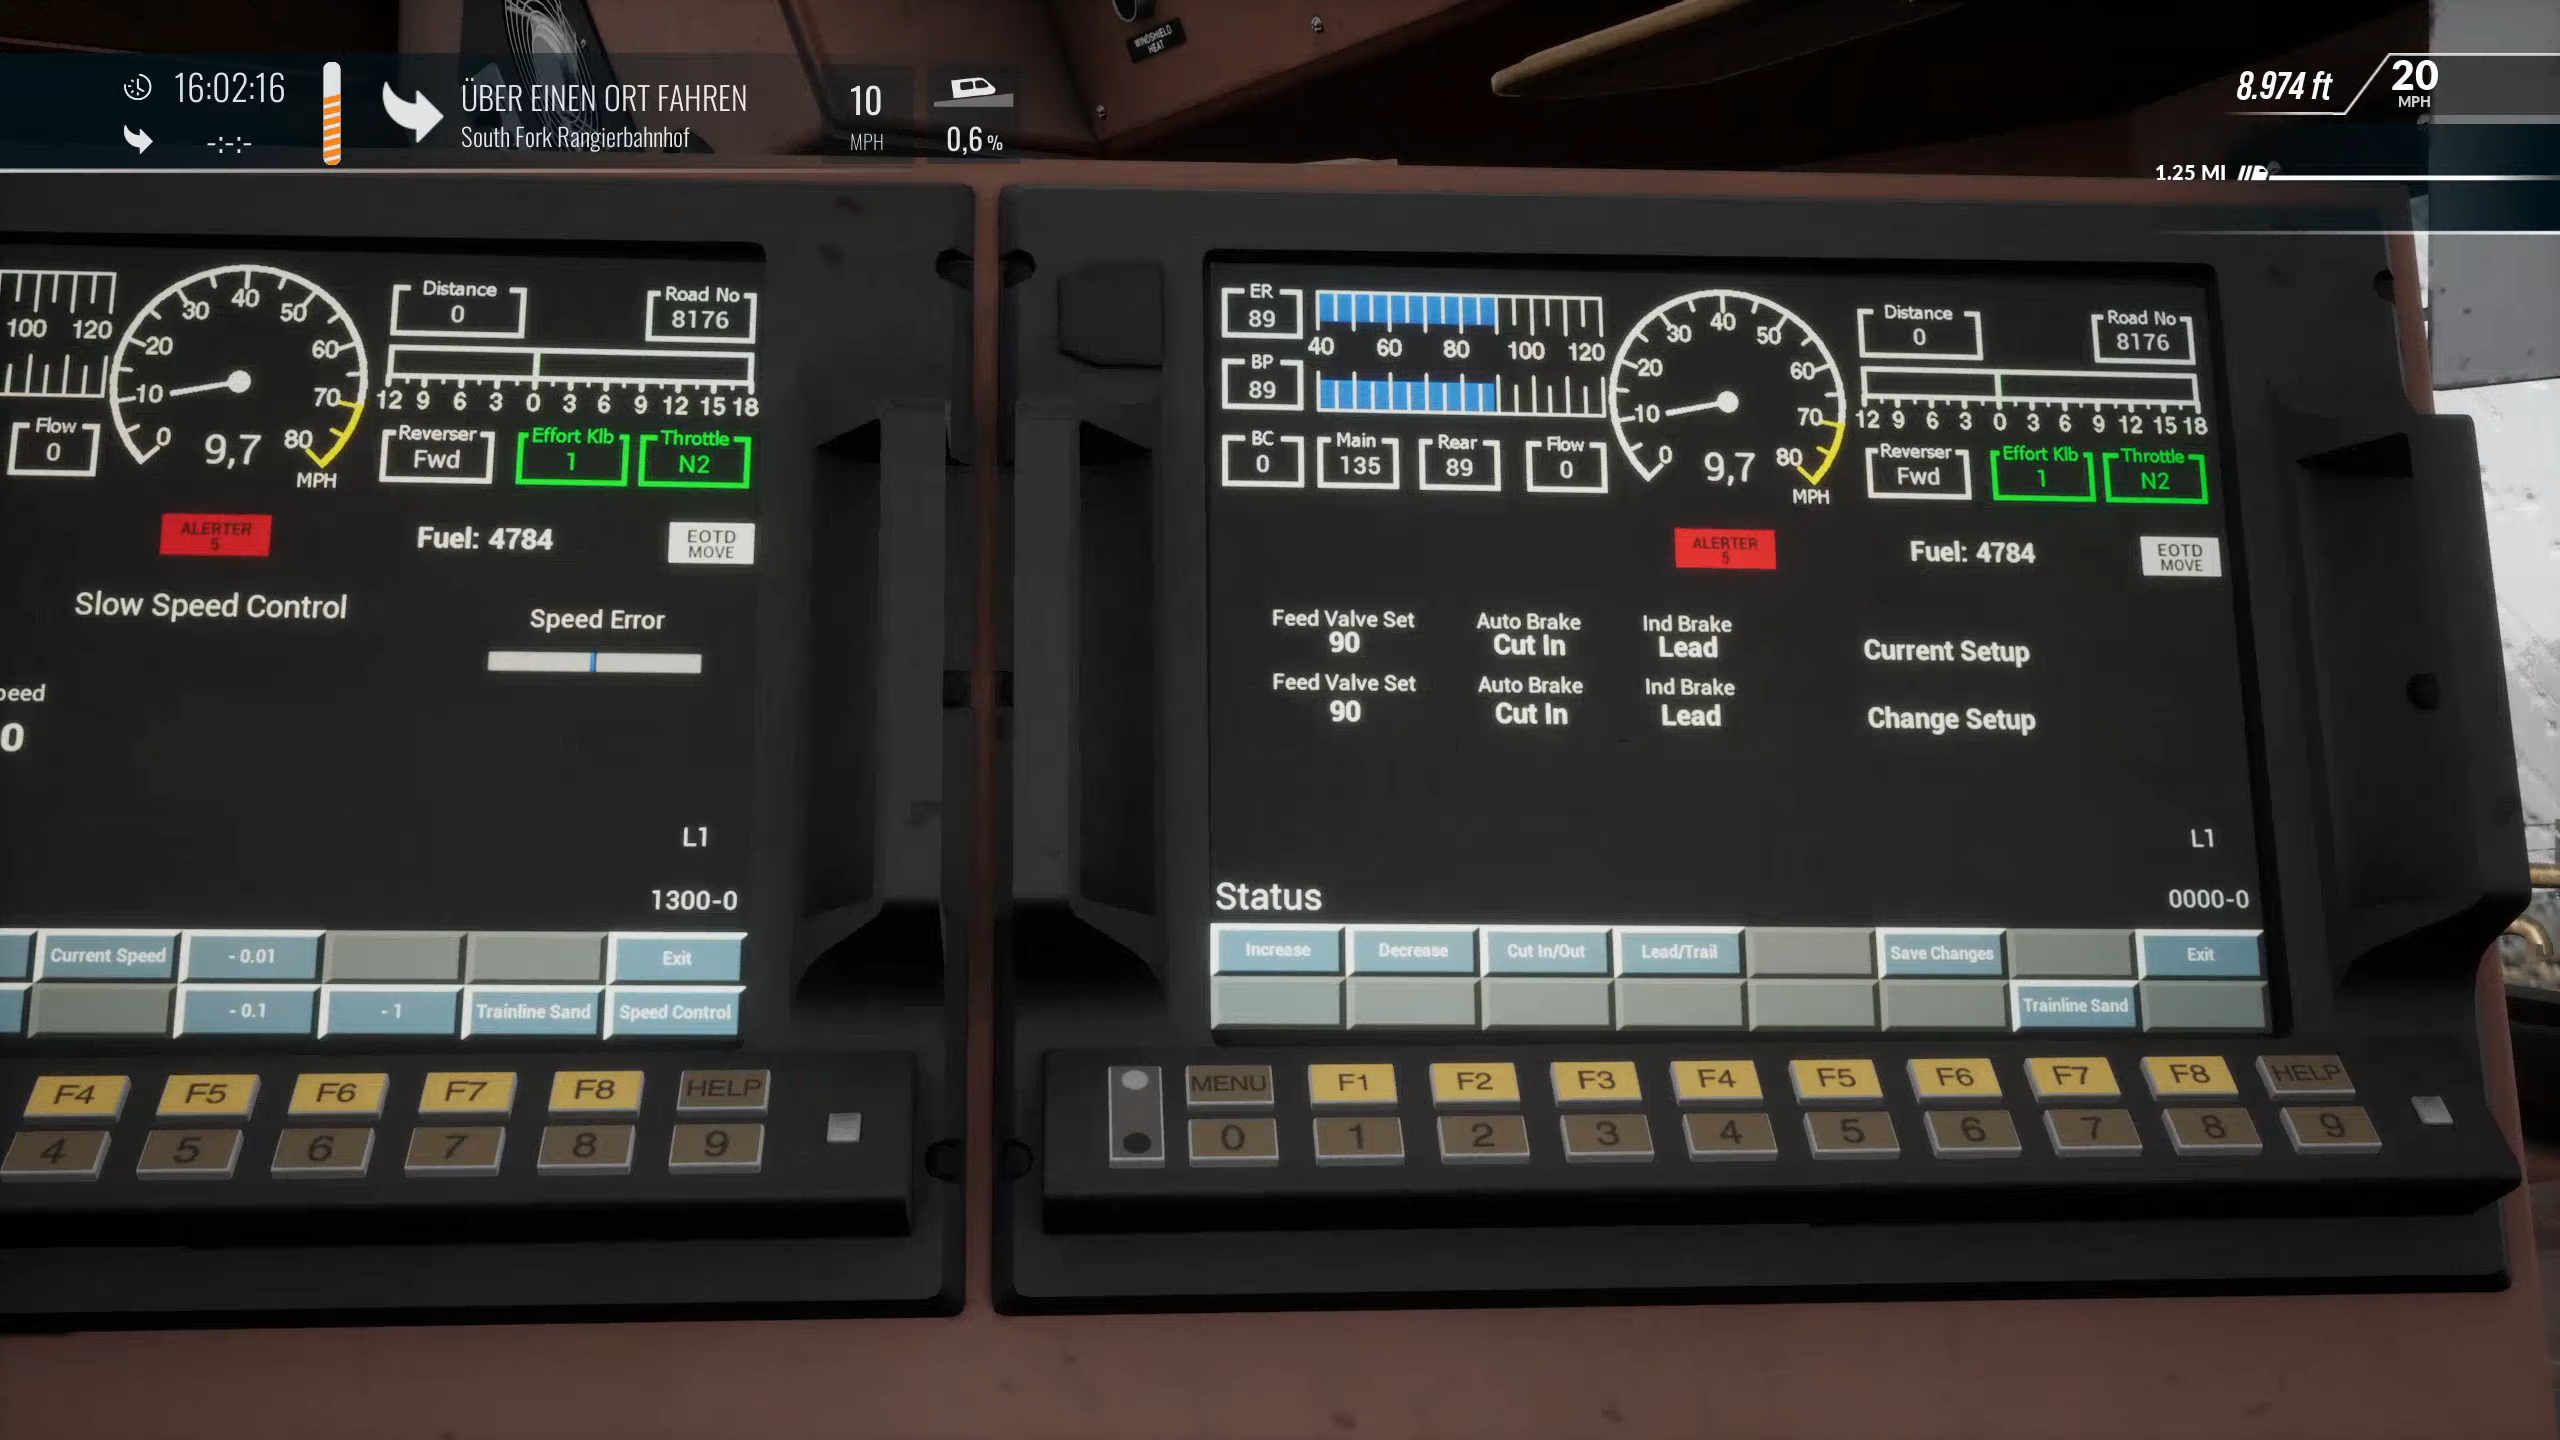 WINDSHIELD
HEAT
16:02:16
-:-:-
ÜBER EINEN ORT FAHREN
South Fork Rangierbahnhof
10
MPH
0,6 %
8.974 ft
20
MPH
1.25 MI
100 120
Flow
0
0 10 20 30 40 50 60 70 80
9,7
MPH
Distance
0
Road No
8176
12 9 6 3 0 3 6 9 12 15 18
Reverser
Fwd
Effort Klb
1
Throttle
N2
ALERTER
5
Fuel: 4784
EOTD
MOVE
Slow Speed Control
Speed Error
peed
0
L1
1300-0
Current Speed
- 0.01
Exit
- 0.1
- 1
Trainline Sand
Speed Control
F4 F5 F6 F7 F8 HELP
4 5 6 7 8 9
ER
89
40 60 80 100 120
BP
89
BC
0
Main
135
Rear
89
Flow
0
0 10 20 30 40 50 60 70 80
9,7
MPH
Distance
0
Road No
8176
12 9 6 3 0 3 6 9 12 15 18
Reverser
Fwd
Effort Klb
1
Throttle
N2
ALERTER
5
Fuel: 4784
EOTD
MOVE
Feed Valve Set
90
Auto Brake
Cut In
Ind Brake
Lead
Current Setup
Feed Valve Set
90
Auto Brake
Cut In
Ind Brake
Lead
Change Setup
L1
Status
0000-0
Increase
Decrease
Cut In/Out
Lead/Trail
Save Changes
Exit
Trainline Sand
MENU F1 F2 F3 F4 F5 F6 F7 F8 HELP
0 1 2 3 4 5 6 7 8 9